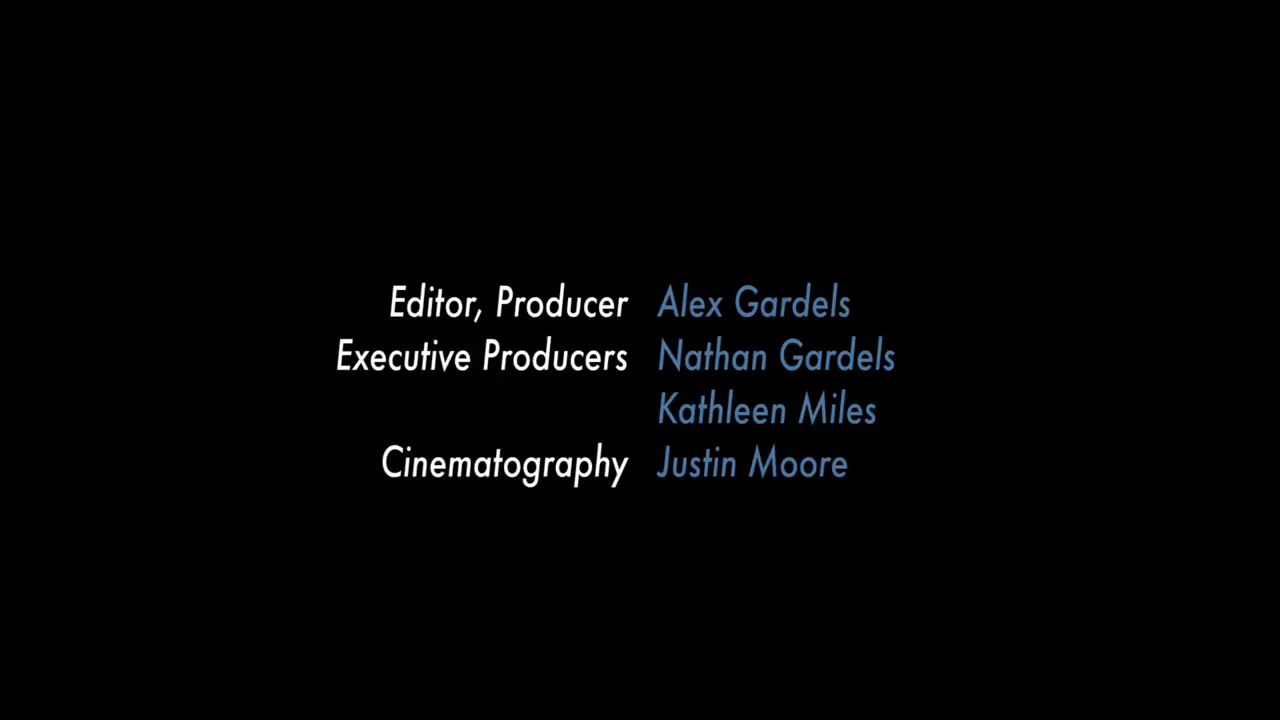 Editor, Producer Alex Gardels
Executive Producers Nathan Gardels
Kathleen Miles
Cinematography Justin Moore